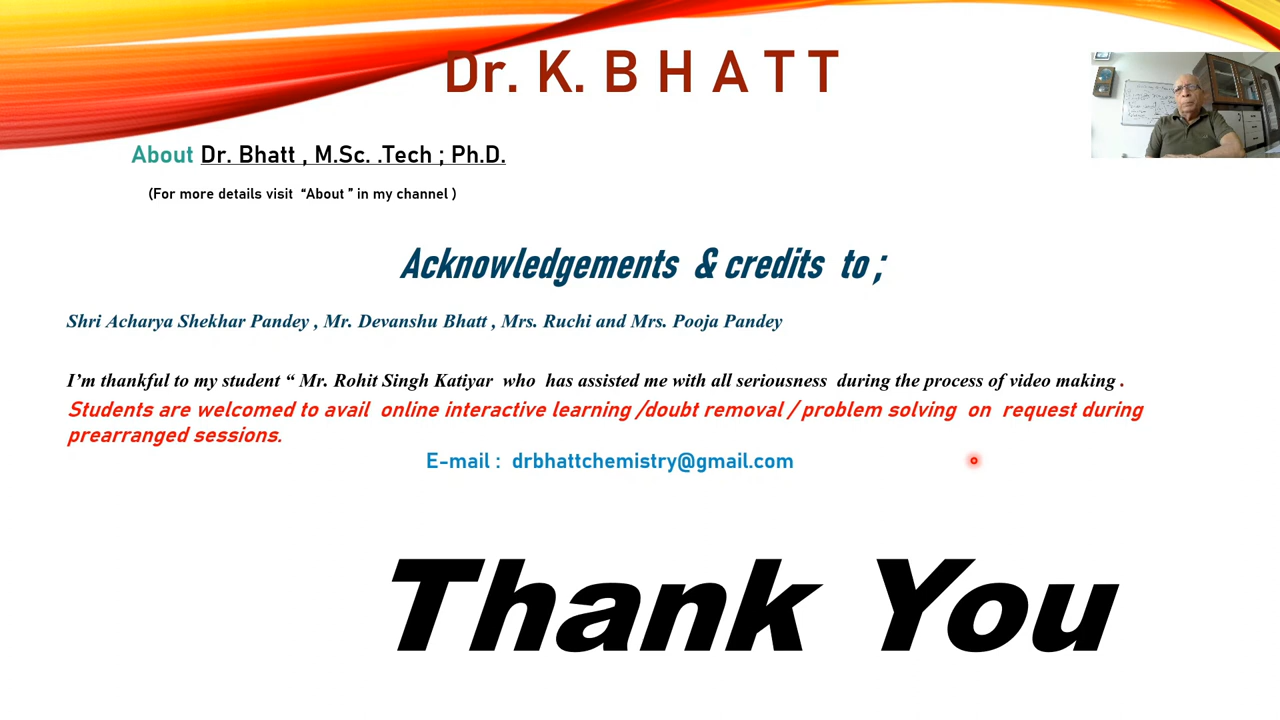 Dr. K. B H A T T
About Dr. Bhatt , M.Sc. .Tech ; Ph.D.
(For more details visit “About ” in my channel )
Acknowledgements & credits to ;
Shri Acharya Shekhar Pandey , Mr. Devanshu Bhatt , Mrs. Ruchi and Mrs. Pooja Pandey
I’m thankful to my student “ Mr. Rohit Singh Katiyar who has assisted me with all seriousness during the process of video making .
Students are welcomed to avail online interactive learning /doubt removal / problem solving on request during
prearranged sessions.
E-mail : drbhattchemistry@gmail.com
Thank You